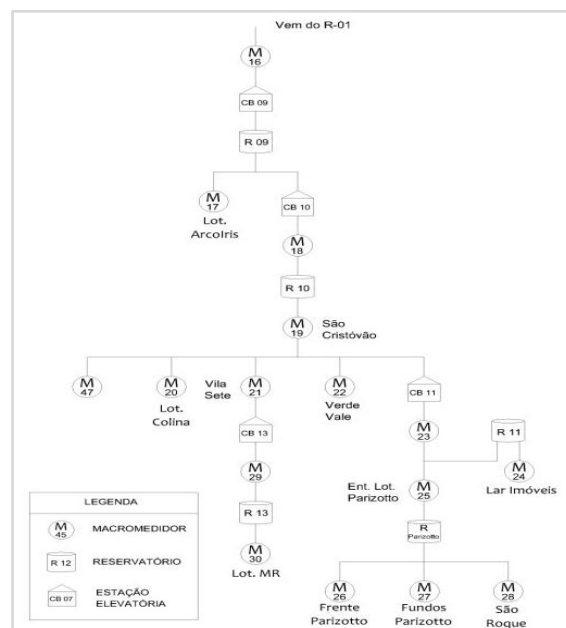 Vem do R-01
M
16
CB 09
R 09
M
17
Lot.
ArcoIris
CB 10
M
18
R 10
M
19
São
Cristóvão
M
47
M
20
Lot.
Colina
Vila
Sete
M
21
M
22
Verde
Vale
CB 11
CB 13
M
23
R 11
M
24
Lar Imóveis
M
29
Ent. Lot.
Parizotto
M
25
R 13
R
Parizotto
M
30
Lot. MR
M
26
Frente
Parizotto
M
27
Fundos
Parizotto
M
28
São
Roque
LEGENDA
M
45
MACROMEDIDOR
R 12
RESERVATÓRIO
CB 07
ESTAÇÃO
ELEVATÓRIA